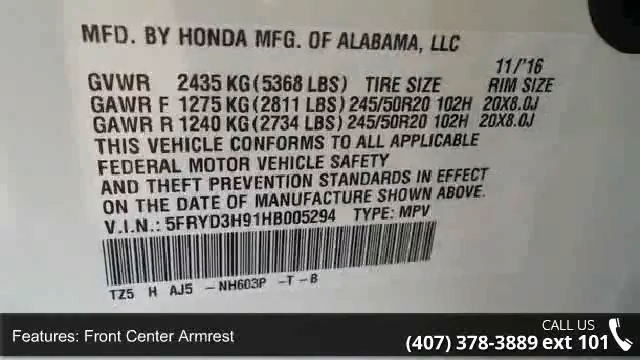 MFD. BY HONDA MFG. OF ALABAMA, LLC
11/'16
GVWR 2435 KG (5368 LBS) TIRE SIZE RIM SIZE
GAWR F 1275 KG (2811 LBS) 245/50R20 102H 20X8.0J
GAWR R 1240 KG (2734 LBS) 245/50R20 102H 20X8.0J
THIS VEHICLE CONFORMS TO ALL APPLICABLE
FEDERAL MOTOR VEHICLE SAFETY
AND THEFT PREVENTION STANDARDS IN EFFECT
ON THE DATE OF MANUFACTURE SHOWN ABOVE.
V.I.N.: 5FRYD3H91HB005294 TYPE: MPV
TZ5 H AJ5 -NH603P -T-B
Features: Front Center Armrest
CALL US
(407) 378-3889 ext 101